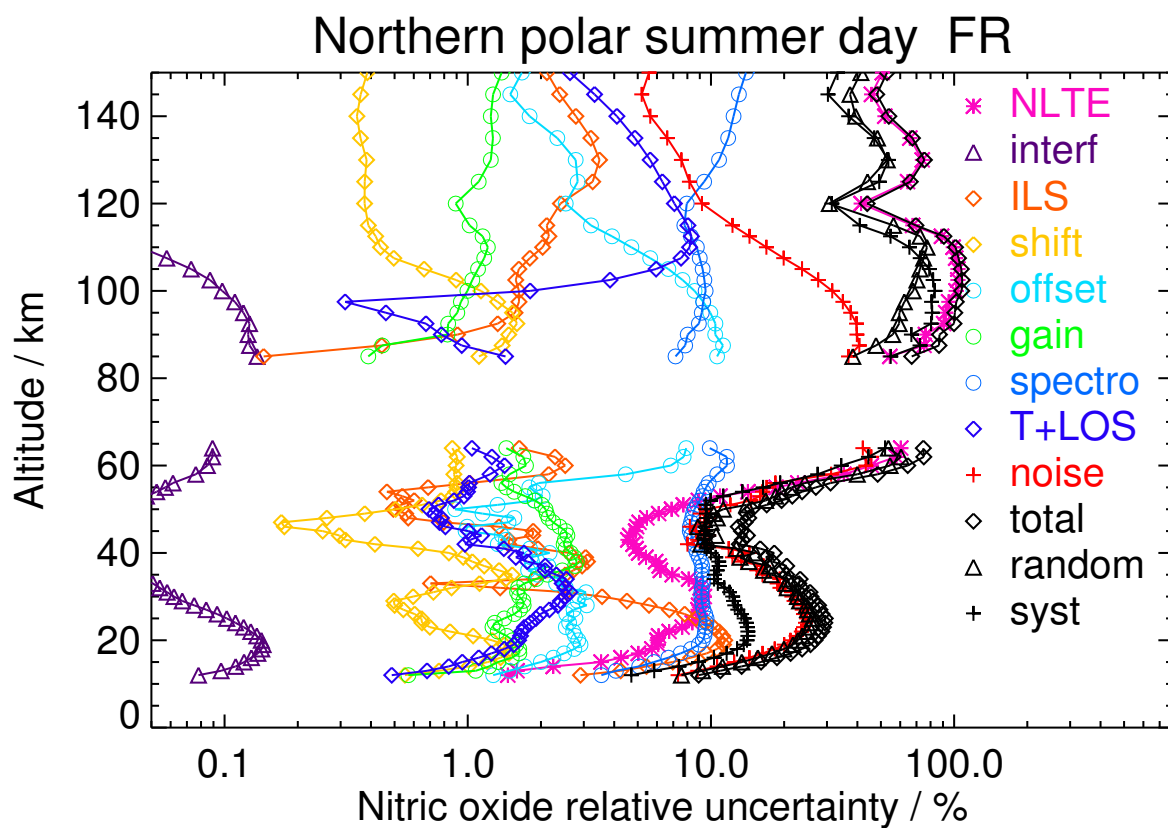 Northern polar summer day FR
Altitude / km
140
120
100
80
60
40
20
0
0.1
1.0
10.0
100.0
Nitric oxide relative uncertainty / %
NLTE
interf
ILS
shift
offset
gain
spectro
T+LOS
noise
total
random
syst